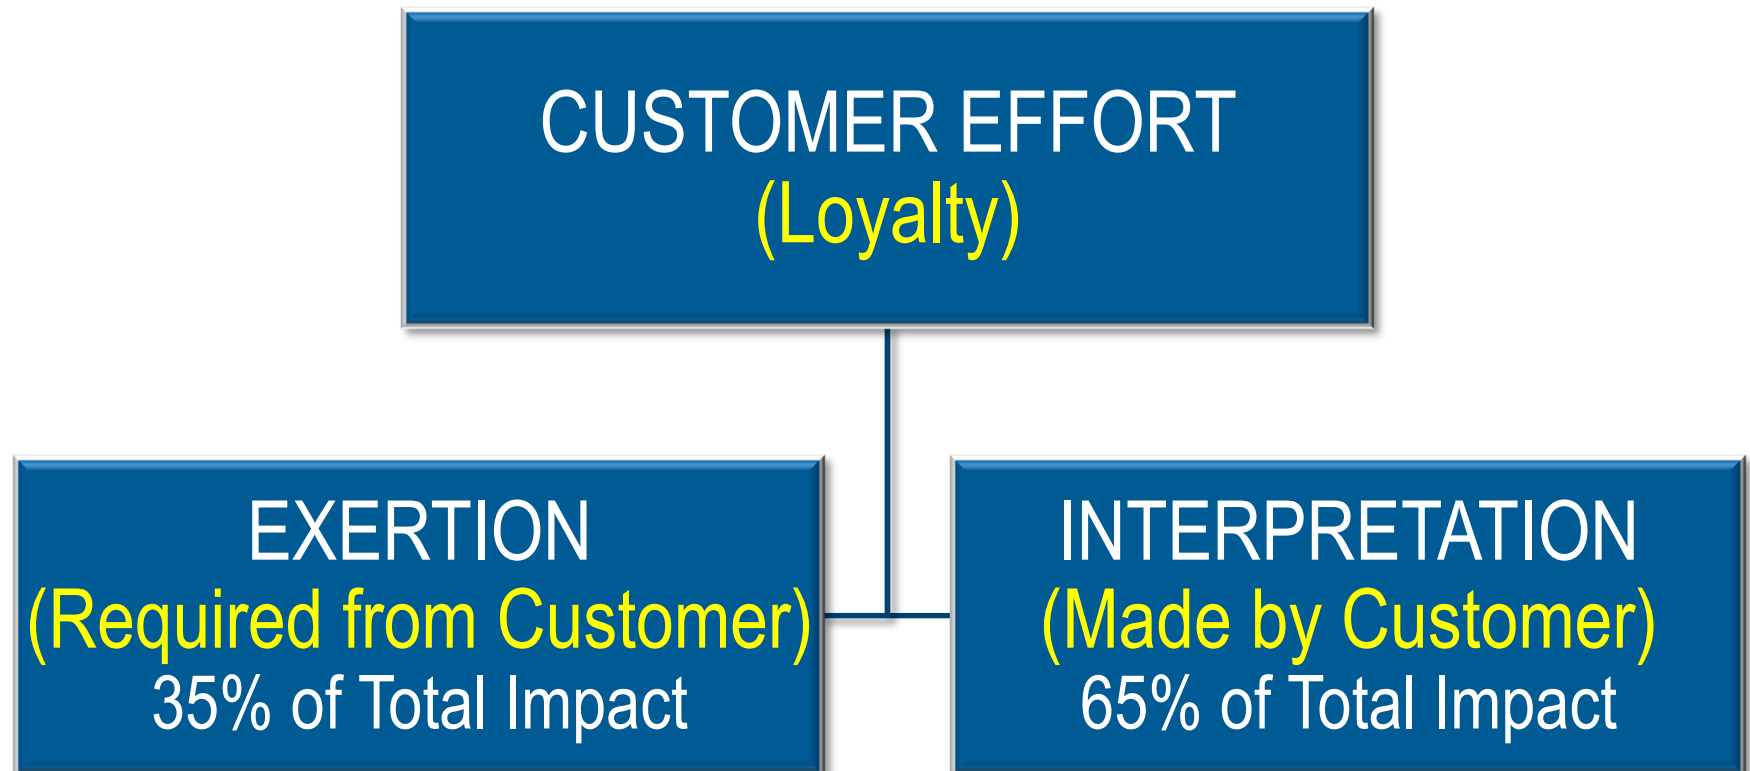 CUSTOMER EFFORT
(Loyalty)
EXERTION
(Required from Customer)
35% of Total Impact
INTERPRETATION
(Made by Customer)
65% of Total Impact